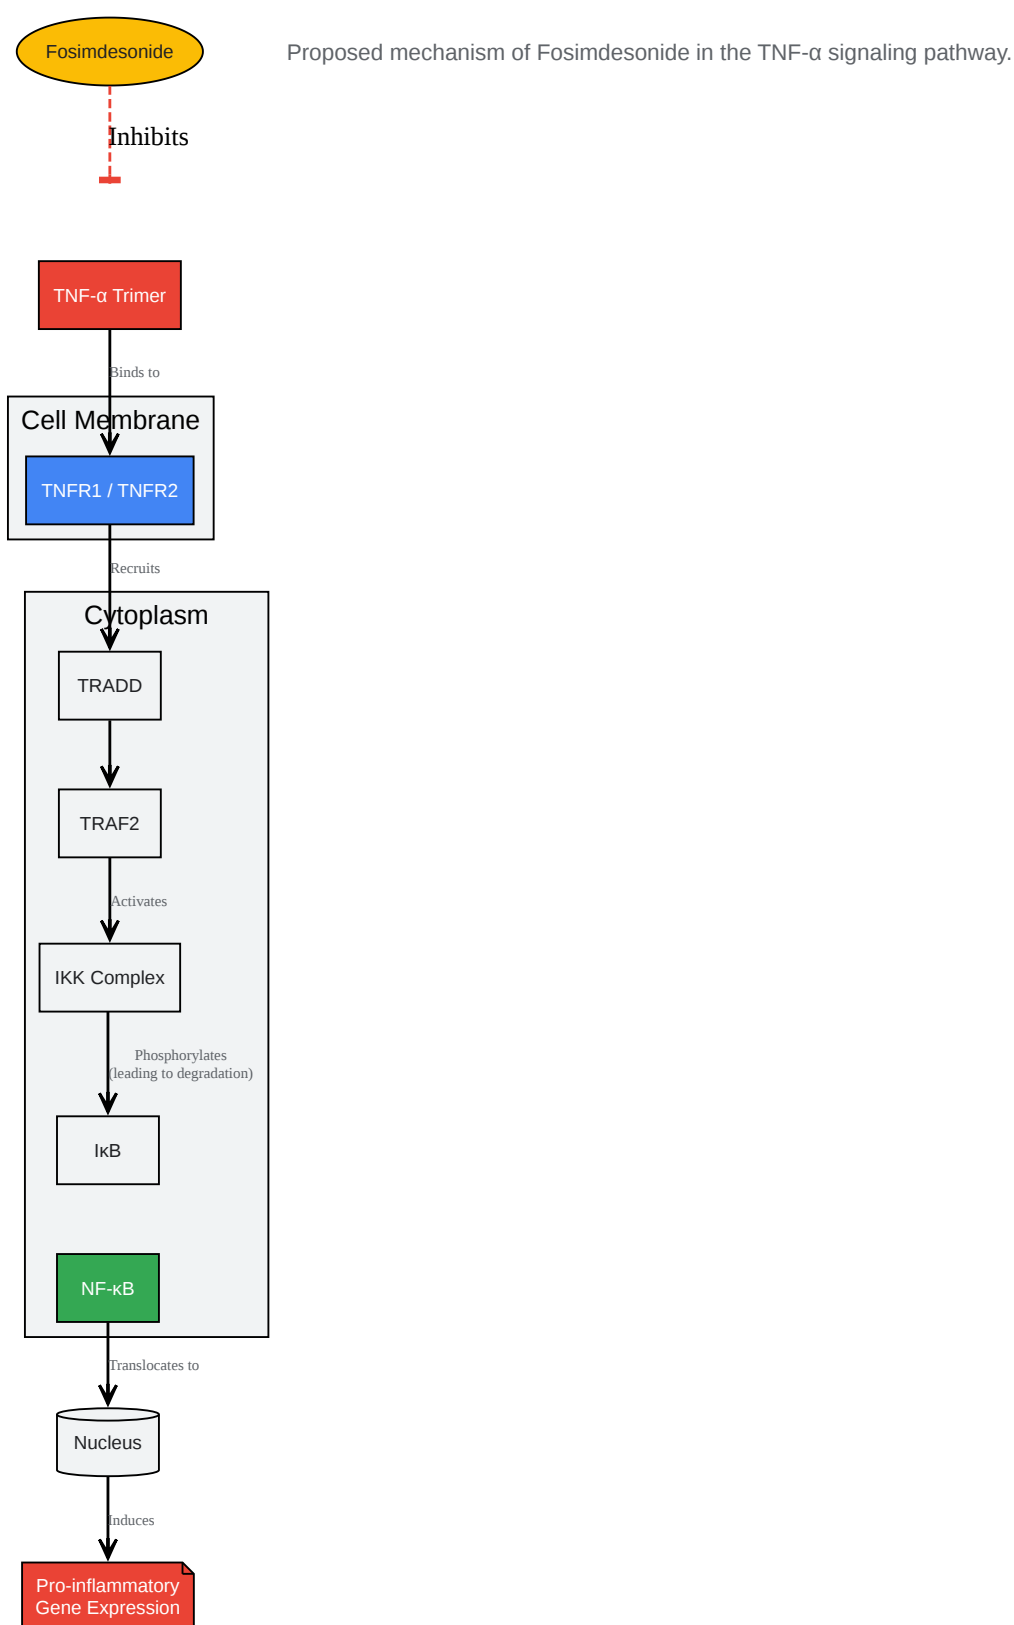 Fosimdesonide
Proposed mechanism of Fosimdesonide in the TNF-α signaling pathway.
Inhibits
TNF-α Trimer
Binds to
Cell Membrane
TNFR1 / TNFR2
Recruits
Cytoplasm
TRADD
TRAF2
Activates
IKK Complex
Phosphorylates
(leading to degradation)
IκB
NF-κB
Translocates to
Nucleus
Induces
Pro-inflammatory
Gene Expression